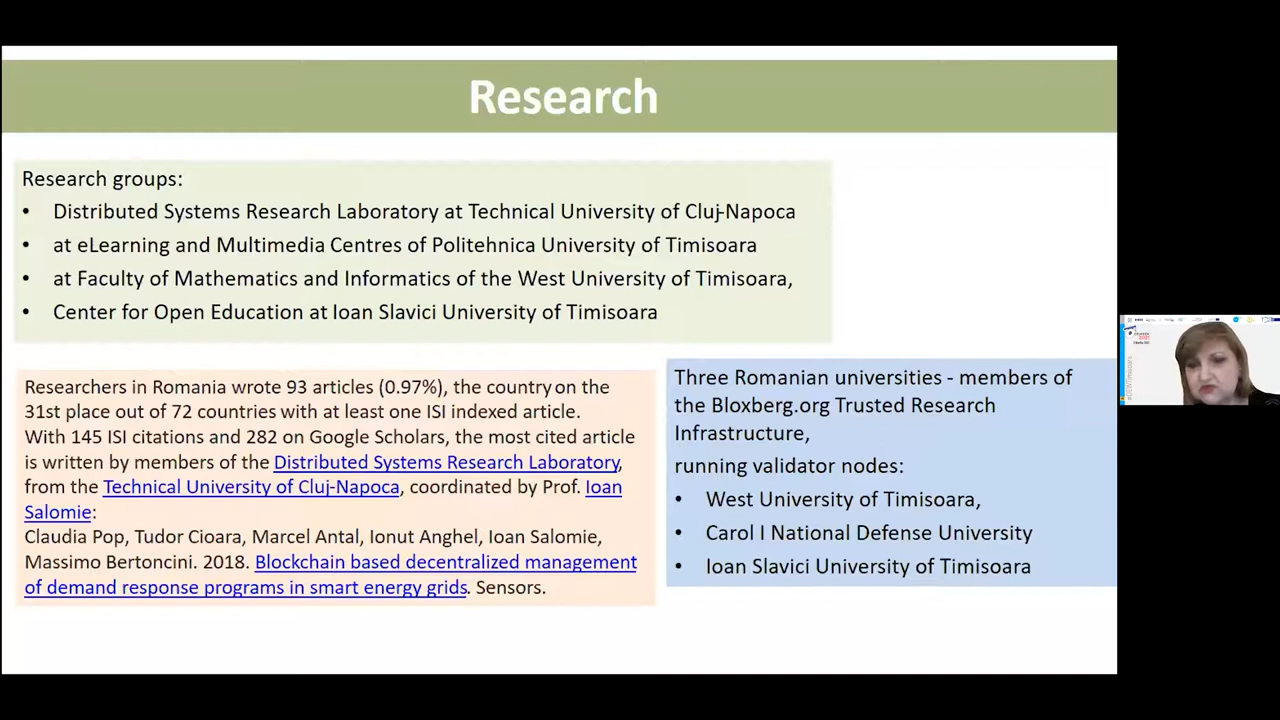 Research
Research groups:
• Distributed Systems Research Laboratory at Technical University of Cluj-Napoca
• at eLearning and Multimedia Centres of Politehnica University of Timisoara
• at Faculty of Mathematics and Informatics of the West University of Timisoara,
• Center for Open Education at Ioan Slavici University of Timisoara
Researchers in Romania wrote 93 articles (0.97%), the country on the
31st place out of 72 countries with at least one ISI indexed article.
With 145 ISI citations and 282 on Google Scholars, the most cited article
is written by members of the Distributed Systems Research Laboratory,
from the Technical University of Cluj-Napoca, coordinated by Prof. Ioan
Salomie:
Claudia Pop, Tudor Cioara, Marcel Antal, Ionut Anghel, Ioan Salomie,
Massimo Bertoncini. 2018. Blockchain based decentralized management
of demand response programs in smart energy grids. Sensors.
Three Romanian universities - members of
the Bloxberg.org Trusted Research
Infrastructure,
running validator nodes:
• West University of Timisoara,
• Carol I National Defense University
• Ioan Slavici University of Timisoara